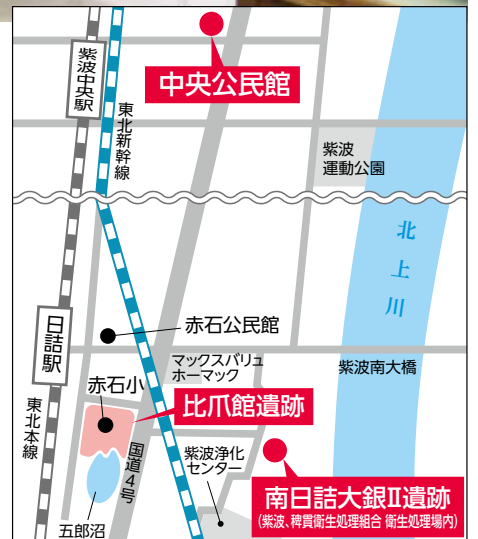 中央公民館
紫波中央駅
東北新幹線
紫波
運動公園
北上川
日詰駅
赤石公民館
マックスバリュ
ホーマック
紫波南大橋
赤石小
比爪館遺跡
東北本線
国道4号
紫波浄化
センター
南日詰大銀Ⅱ遺跡
(紫波、稗貫衛生処理組合 衛生処理場内)
五郎沼